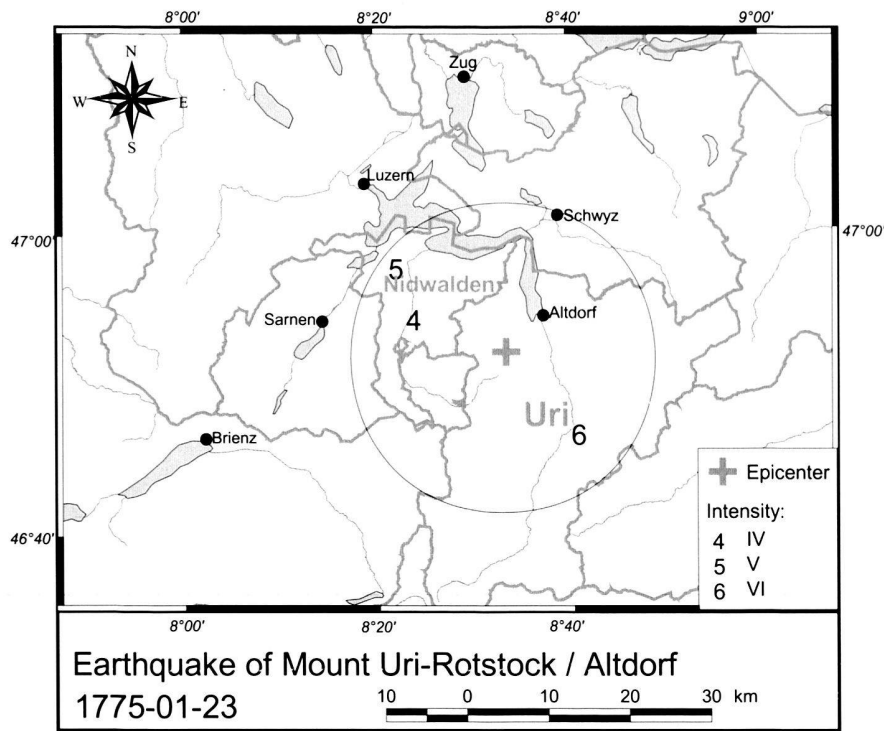 8°00' 8°20' 8°40' 9°00'
N
W E
S
Zug
Luzern
Schwyz
47°00' 47°00'
5
Nidwalden
4
Sarnen
Altdorf
Uri
6
Brienz
Epicenter
Intensity:
4 IV
5 V
6 VI
46°40'
8°00' 8°20' 8°40'
Earthquake of Mount Uri-Rotstock / Altdorf
1775-01-23
10 0 10 20 30 km